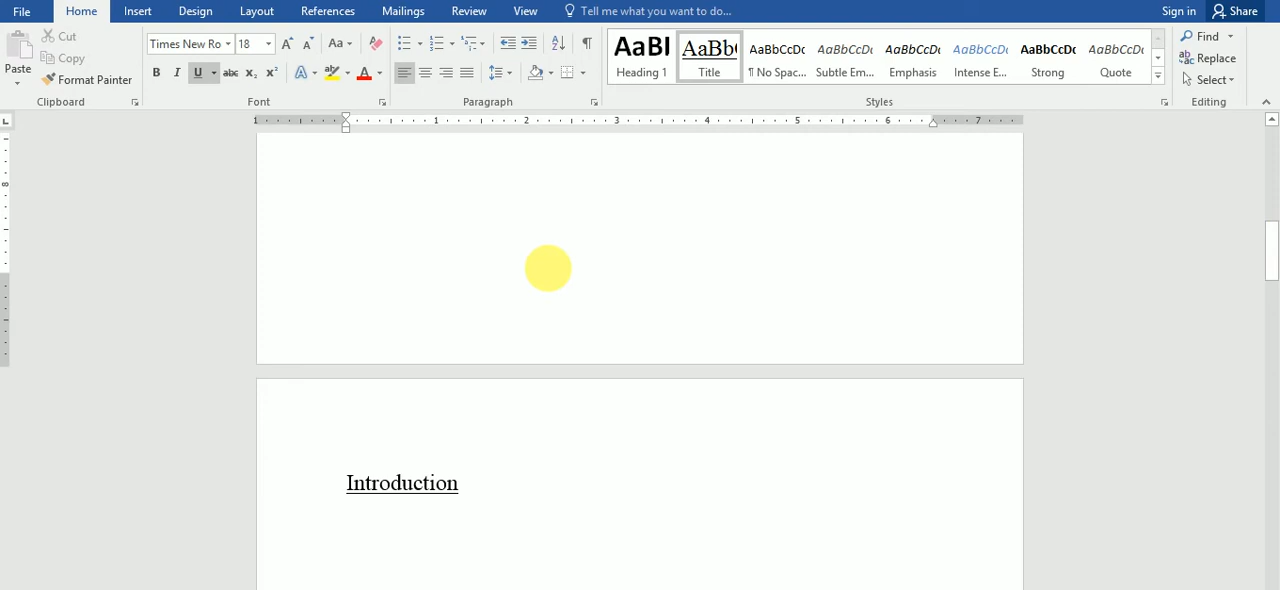 File Home Insert Design Layout References Mailings Review View Tell me what you want to do... Sign in Share
Paste Cut Copy Format Painter
Times New Ro 18 Aa
B I U abc X₂ X² A A
AaBl Heading 1
AaBb( Title
AaBbCcDc ¶ No Spac...
AaBbCcDc Subtle Em...
AaBbCcDc Emphasis
AaBbCcDc Intense E...
AaBbCcDc Strong
AaBbCcDc Quote
Find Replace Select
Clipboard Font Paragraph Styles Editing
1 1 2 3 4 5 6 7
8
Introduction